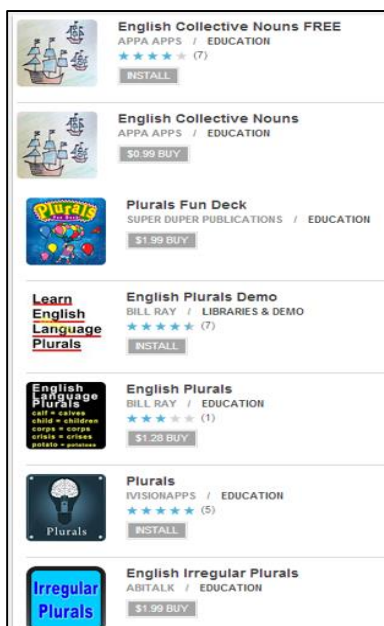 English Collective Nouns FREE
APPA APPS / EDUCATION
(7)
INSTALL
English Collective Nouns
APPA APPS / EDUCATION
$0.99 BUY
Plurals
Fun Deck
Plurals Fun Deck
SUPER DUPER PUBLICATIONS / EDUCATION
$1.99 BUY
Learn
English
Language
Plurals
English Plurals Demo
BILL RAY / LIBRARIES & DEMO
(7)
INSTALL
English
Language
Plurals
calf = calves
child = children
corps = corps
crisis = crises
potato = potatoes
English Plurals
BILL RAY / EDUCATION
(1)
$1.28 BUY
Plurals
Plurals
IVISIONAPPS / EDUCATION
(5)
INSTALL
Irregular
Plurals
English Irregular Plurals
ABITALK / EDUCATION
$1.99 BUY